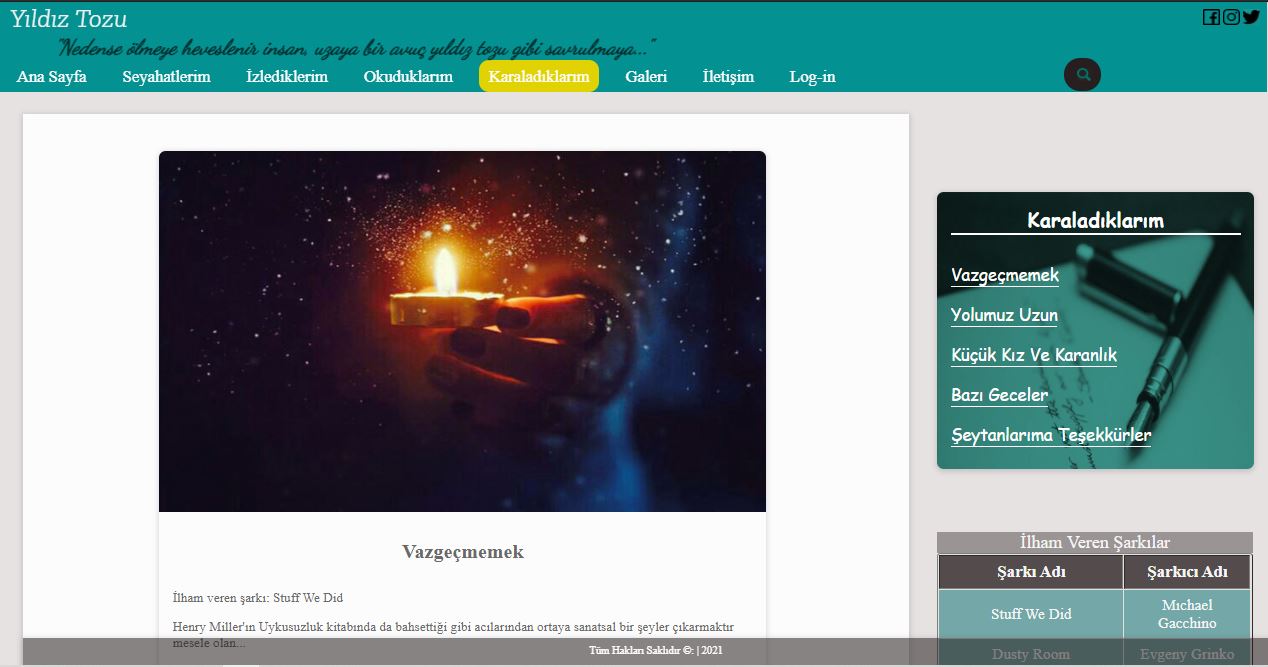 Yıldız Tozu
"Nedense ölmeye heveslenir insan, uzaya bir avuç yıldız tozu gibi savrulmaya..."
Ana Sayfa Seyahatlerim İzlediklerim Okuduklarım Karaladıklarım Galeri İletişim Log-in
Karaladıklarım
Vazgeçmemek
Yolumuz Uzun
Küçük Kız Ve Karanlık
Bazı Geceler
Şeytanlarıma Teşekkürler
Vazgeçmemek
İlham veren şarkı: Stuff We Did
Henry Miller'ın Uykusuzluk kitabında da bahsettiği gibi acılarından ortaya sanatsal bir şeyler çıkarmaktır
mesele olan...
İlham Veren Şarkılar
Şarkı Adı Şarkıcı Adı
Stuff We Did Mıchael
Gacchino
Dusty Room Evgeny Grinko
Tüm Hakları Saklıdır ©: | 2021